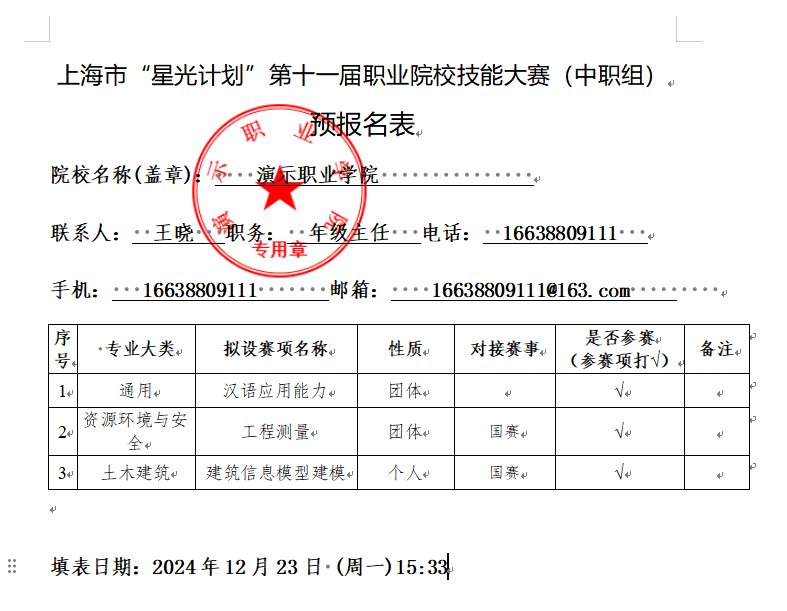 上海市“星光计划”第十一届职业院校技能大赛（中职组）
预报名表
院校名称(盖章)：演示职业学院
联系人：王晓 职务：年级主任 电话：16638809111
手机：16638809111 邮箱：16638809111@163.com
演示职业学院
专用章
序号 专业大类 拟设赛项名称 性质 对接赛事 是否参赛（参赛项打√） 备注
1 通用 汉语应用能力 团体 √
2 资源环境与安全 工程测量 团体 国赛 √
3 土木建筑 建筑信息模型建模 个人 国赛 √
填表日期：2024年12月23日 (周一)15:33